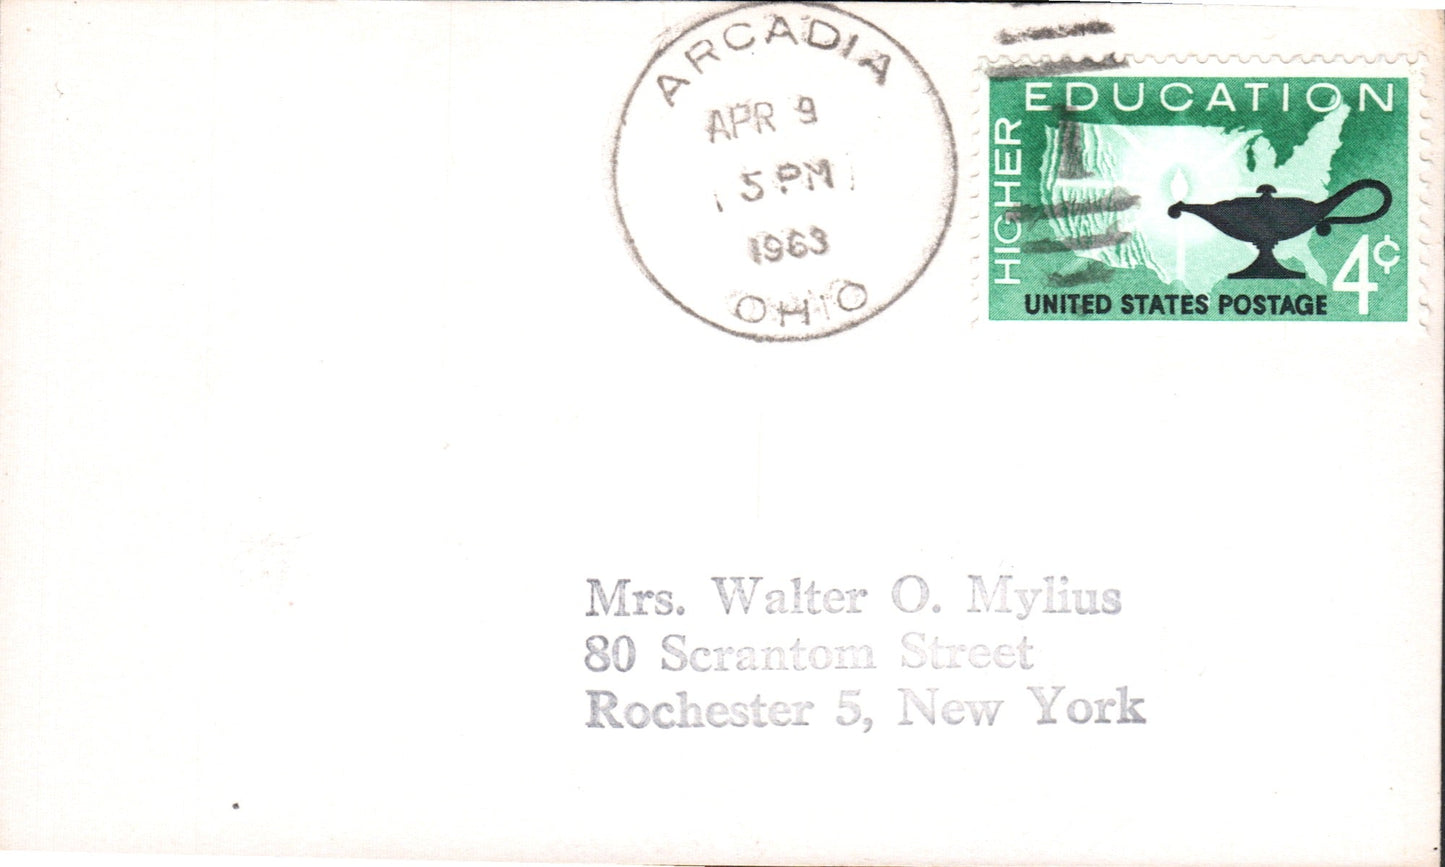 ARCADIA
APR 9
5 PM
1963
OHIO
HIGHER EDUCATION
4¢
UNITED STATES POSTAGE
Mrs. Walter O. Mylius
80 Scrantom Street
Rochester 5, New York